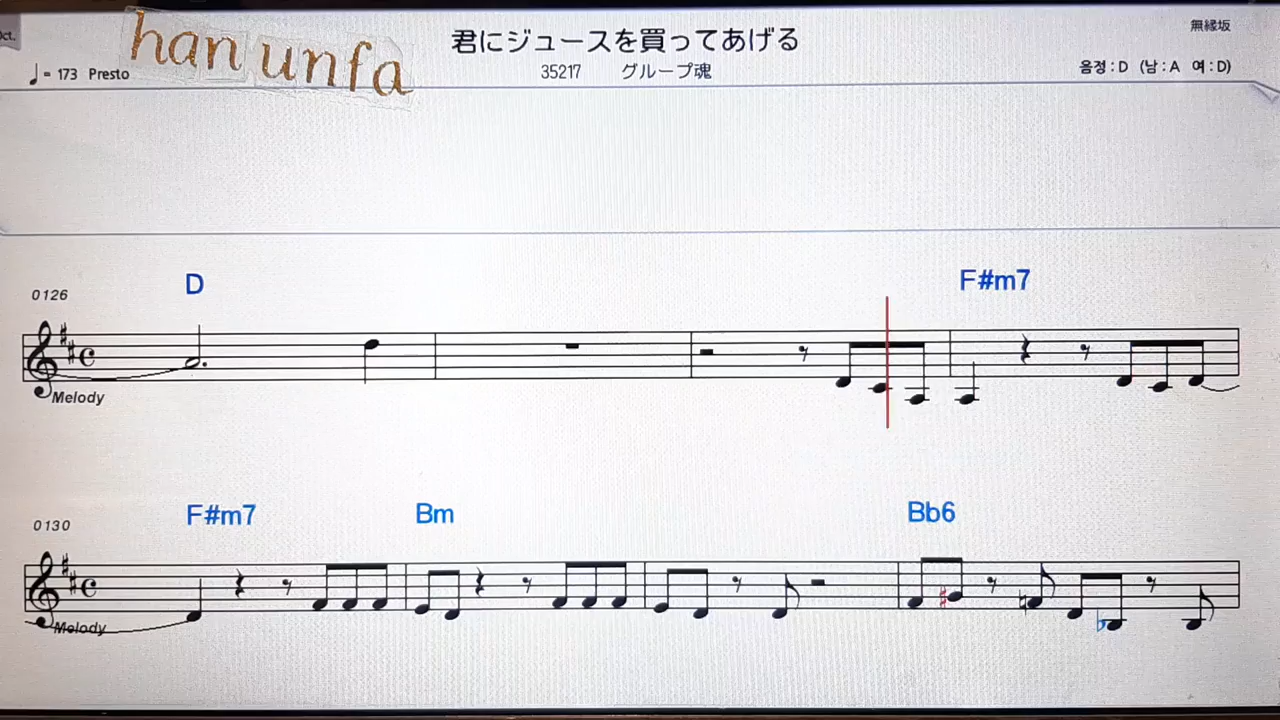 Oct.
han unfa
君にジュースを買ってあげる
無縁坂
♩= 173 Presto
35217 グループ魂
음정 : D (남 : A 여 : D)
0126
D
F#m7
Melody
0130
F#m7
Bm
Bb6
Melody